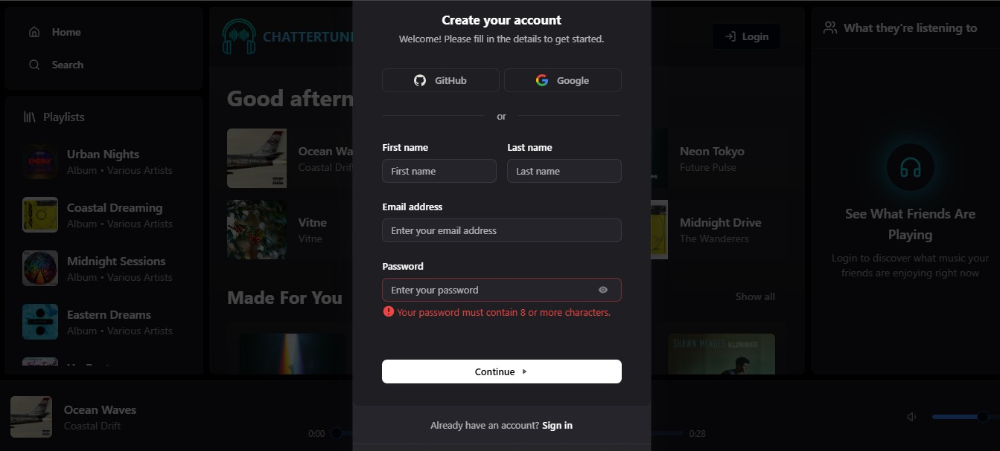 Home
Search
Playlists
Urban Nights
Album • Various Artists
Coastal Dreaming
Album • Various Artists
Midnight Sessions
Album • Various Artists
Eastern Dreams
Album • Various Artists
CHATTERTUN
Login
Good aftern
Ocean Wa
Coastal Drift
Vitne
Vitne
Neon Tokyo
Future Pulse
Midnight Drive
The Wanderers
Made For You
Show all
SHAWN MENDES ILLUMINATE
Create your account
Welcome! Please fill in the details to get started.
GitHub
Google
or
First name
Last name
First name
Last name
Email address
Enter your email address
Password
Enter your password
Your password must contain 8 or more characters.
Continue
Already have an account? Sign in
What they're listening to
See What Friends Are
Playing
Login to discover what music your
friends are enjoying right now
Ocean Waves
Coastal Drift
0:00
0:28